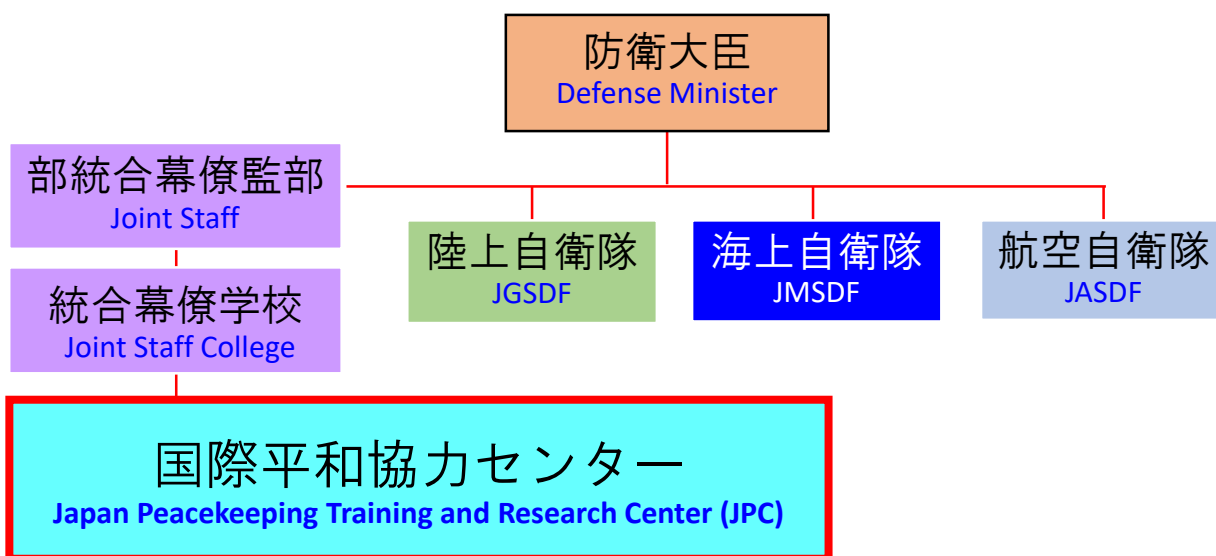 防衛大臣
Defense Minister
部統合幕僚監部
Joint Staff
陸上自衛隊
JGSDF
海上自衛隊
JMSDF
航空自衛隊
JASDF
統合幕僚学校
Joint Staff College
国際平和協力センター
Japan Peacekeeping Training and Research Center (JPC)